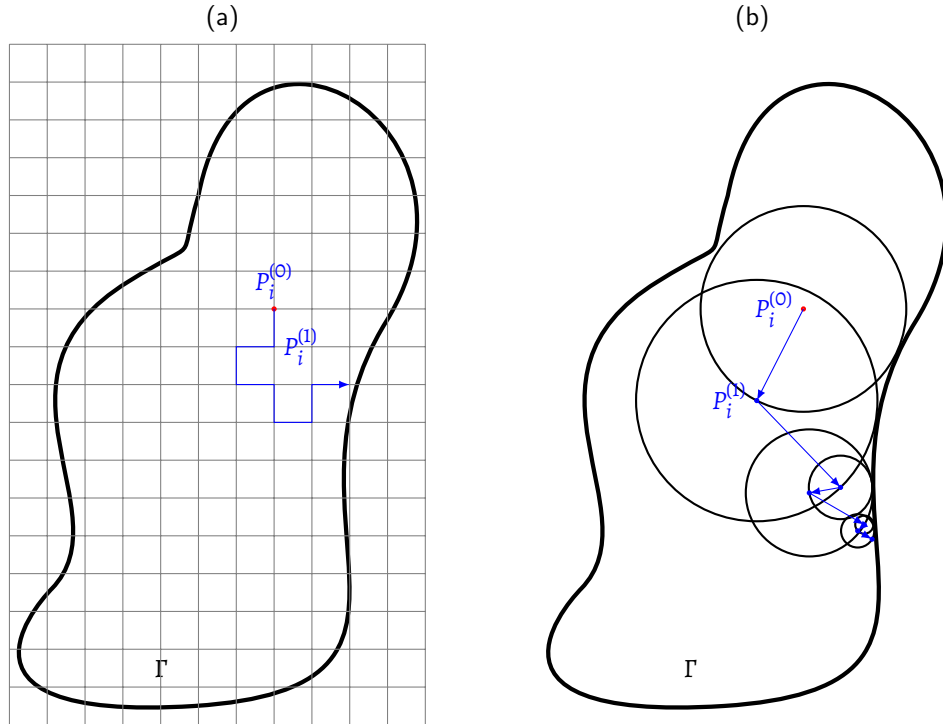 (a)
P_i^{(0)}
P_i^{(1)}
Γ
(b)
P_i^{(0)}
P_i^{(1)}
Γ